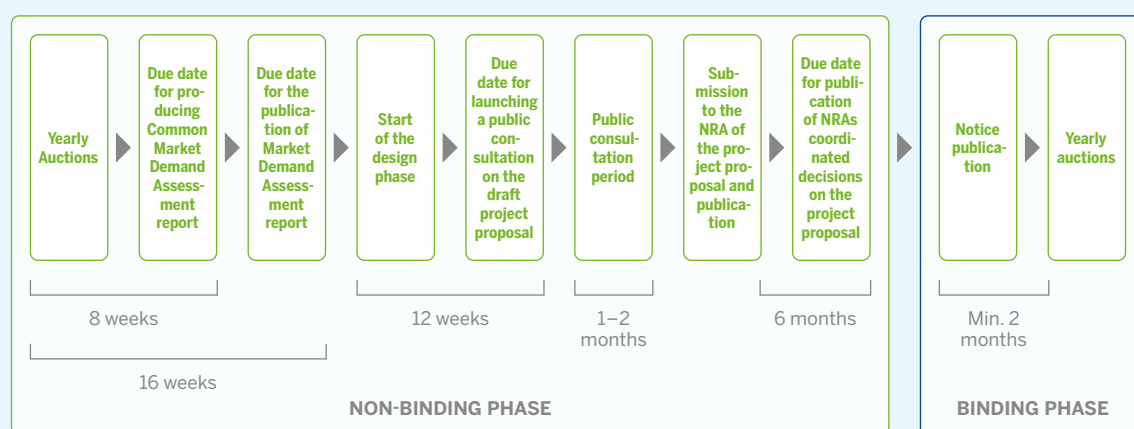 Yearly
Auctions
Due date
for pro-
ducing
Common
Market
Demand
Assess-
ment
report
Due date
for the
publica-
tion of
Market
Demand
Assess-
ment
report
Start
of the
design
phase
Due
date for
launching
a public
con-
sultation
on the
draft
project
proposal
Public
consul-
tation
period
Sub-
mission
to the
NRA of
the pro-
ject pro-
posal and
publica-
tion
Due date
for publi-
cation
of NRAs
coordi-
nated
decisions
on the
project
proposal
Notice
publica-
tion
Yearly
auctions
8 weeks
12 weeks
1–2
months
6 months
Min. 2
months
16 weeks
NON-BINDING PHASE
BINDING PHASE